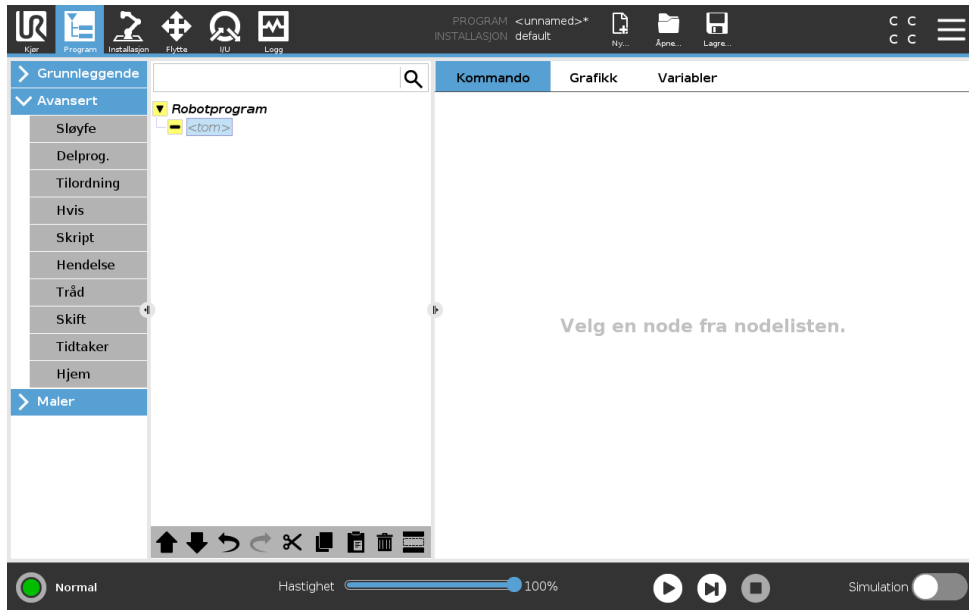 PROGRAM <unnamed>*
INSTALLASJON default
UR
Kjør
Program
Installasjon
Flytte
I/U
Logg
Ny...
Åpne...
Lagre...
C C
C C
Grunnleggende
Avansert
Sløyfe
Delprog.
Tilordning
Hvis
Skript
Hendelse
Tråd
Skift
Tidtaker
Hjem
Maler
Robotprogram
<tom>
Kommando
Grafikk
Variabler
Velg en node fra nodelisten.
Normal
Hastighet
100%
Simulation